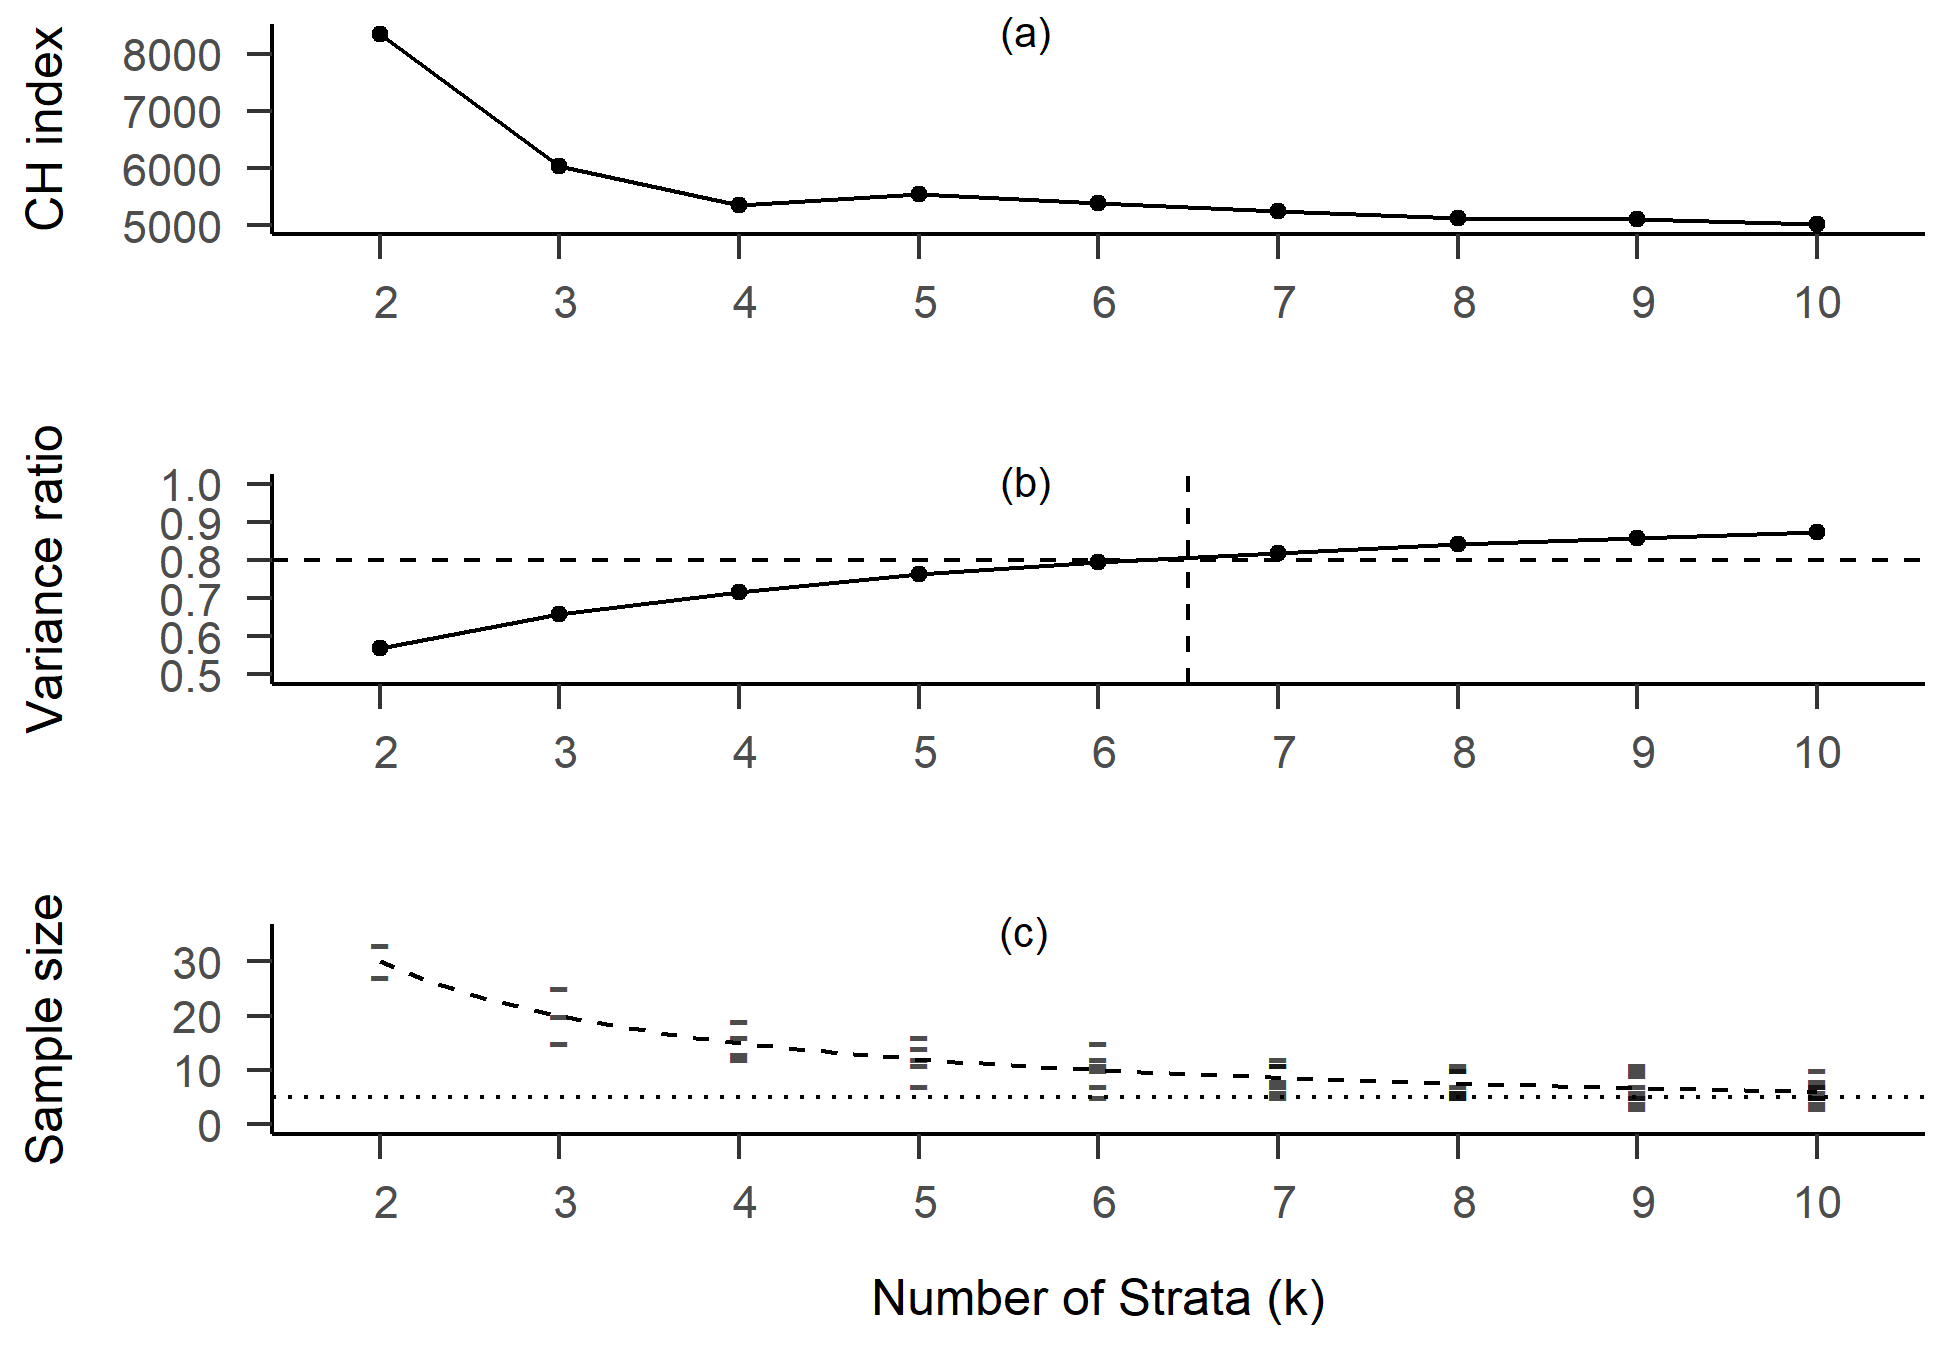 (a)
CH index
8000
7000
6000
5000
2 3 4 5 6 7 8 9 10
(b)
Variance ratio
1.0
0.9
0.8
0.7
0.6
0.5
2 3 4 5 6 7 8 9 10
(c)
Sample size
30
20
10
0
2 3 4 5 6 7 8 9 10
Number of Strata (k)